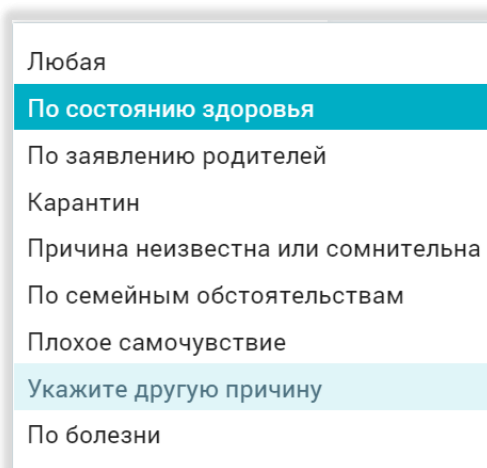 Любая
По состоянию здоровья
По заявлению родителей
Карантин
Причина неизвестна или сомнительна
По семейным обстоятельствам
Плохое самочувствие
Укажите другую причину
По болезни